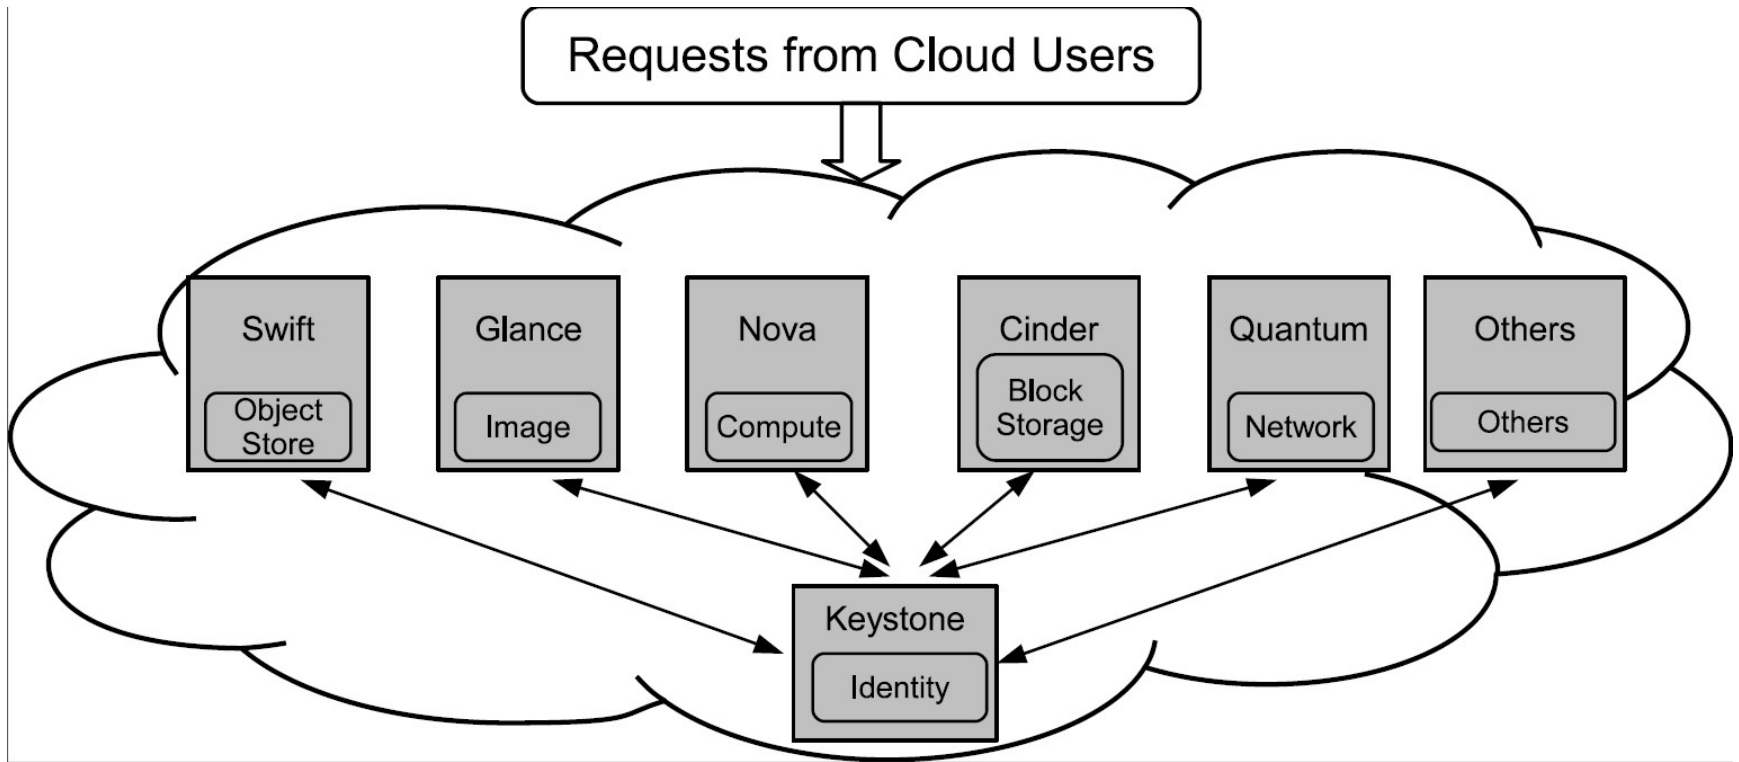 Requests from Cloud Users
Swift
Object
Store
Glance
Image
Nova
Compute
Cinder
Block
Storage
Quantum
Network
Others
Others
Keystone
Identity